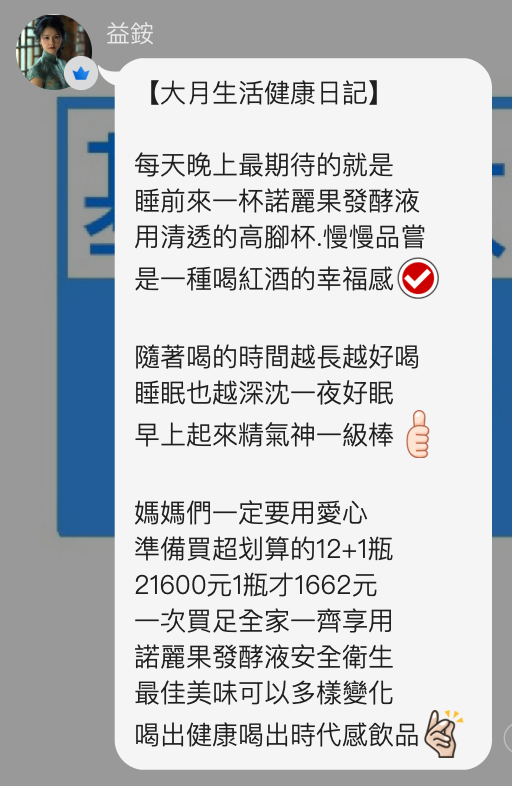 益銨
【大月生活健康日記】
每天晚上最期待的就是
睡前來一杯諾麗果發酵液
用清透的高腳杯.慢慢品嘗
是一種喝紅酒的幸福感
隨著喝的時間越長越好喝
睡眠也越深沈一夜好眠
早上起來精氣神一級棒
媽媽們一定要用愛心
準備買超划算的12+1瓶
21600元1瓶才1662元
一次買足全家一齊享用
諾麗果發酵液安全衛生
最佳美味可以多樣變化
喝出健康喝出時代感飲品